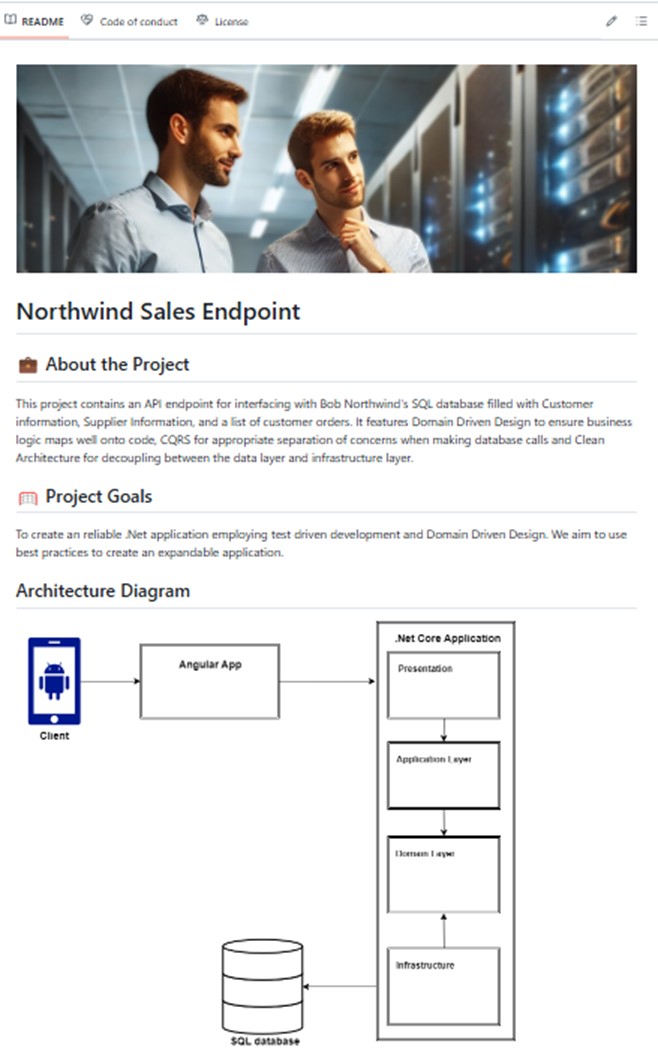 README Code of conduct License
Northwind Sales Endpoint
About the Project
This project contains an API endpoint for interfacing with Bob Northwind's SQL database filled with Customer
information, Supplier Information, and a list of customer orders. It features Domain Driven Design to ensure business
logic maps well onto code, CQRS for appropriate separation of concerns when making database calls and Clean
Architecture for decoupling between the data layer and infrastructure layer.
Project Goals
To create an reliable .Net application employing test driven development and Domain Driven Design. We aim to use
best practices to create an expandable application.
Architecture Diagram
.Net Core Application
Angular App
Presentation
Client
Application Layer
Domain Layer
Infrastructure
SQL database